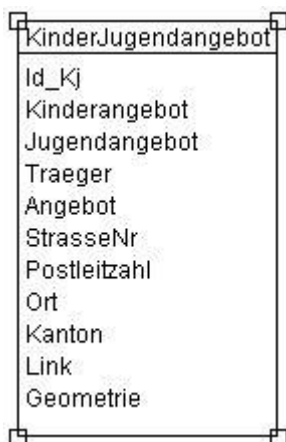 KinderJugendangebot
Id_Kj
Kinderangebot
Jugendangebot
Traeger
Angebot
StrasseNr
Postleitzahl
Ort
Kanton
Link
Geometrie